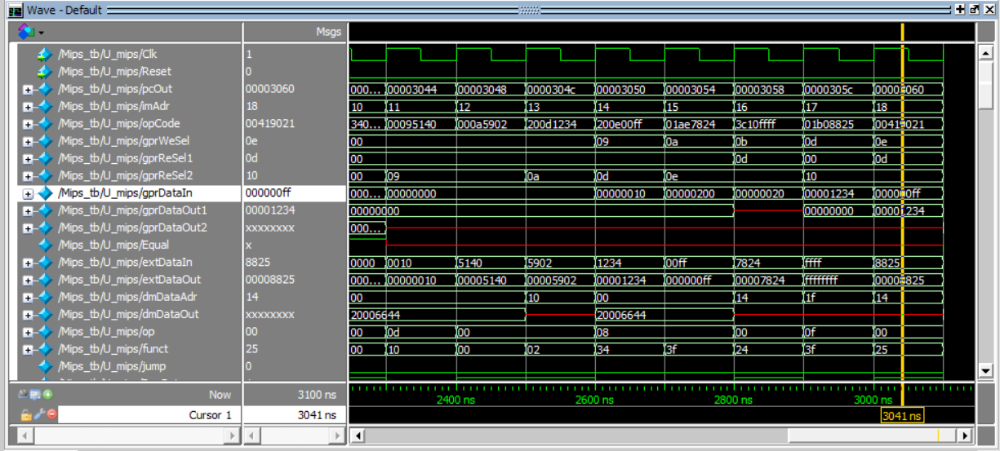 Wave - Default
Msgs
/Mips_tb/U_mips/Clk 1
/Mips_tb/U_mips/Reset 0
/Mips_tb/U_mips/pcOut 00003060 000... 00003044 00003048 0000304c 00003050 00003054 00003058 0000305c 00003060
/Mips_tb/U_mips/imAdr 18 10 11 12 13 14 15 16 17 18
/Mips_tb/U_mips/opCode 00419021 340... 00095140 000a5902 200d1234 200e00ff 01ae7824 3c10ffff 01b08825 00419021
/Mips_tb/U_mips/gprWeSel 0e 00 09 0a 0b 0d 0e
/Mips_tb/U_mips/gprReSel1 0d 00 0d 00 0d
/Mips_tb/U_mips/gprReSel2 10 00 09 0a 0d 0e 10
/Mips_tb/U_mips/gprDataIn 000000ff 000... 00000000 00000010 00000200 00000020 00001234 000000ff
/Mips_tb/U_mips/gprDataOut1 00001234 00000000 00000000 00001234
/Mips_tb/U_mips/gprDataOut2 xxxxxxxx 000...
/Mips_tb/U_mips/Equal x
/Mips_tb/U_mips/extDataIn 8825 0000 0010 5140 5902 1234 00ff 7824 ffff 8825
/Mips_tb/U_mips/extDataOut 00008825 000... 00000010 00005140 00005902 00001234 000000ff 00007824 ffffffff 00008825
/Mips_tb/U_mips/dmDataAdr 14 00 10 00 14 1f 14
/Mips_tb/U_mips/dmDataOut xxxxxxxx 20006644 20006644
/Mips_tb/U_mips/op 00 00 0d 00 08 00 0f 00
/Mips_tb/U_mips/funct 25 00 10 00 02 34 3f 24 3f 25
/Mips_tb/U_mips/jump 0
Now 3100 ns 2400 ns 2600 ns 2800 ns 3000 ns
Cursor 1 3041 ns 3041 ns